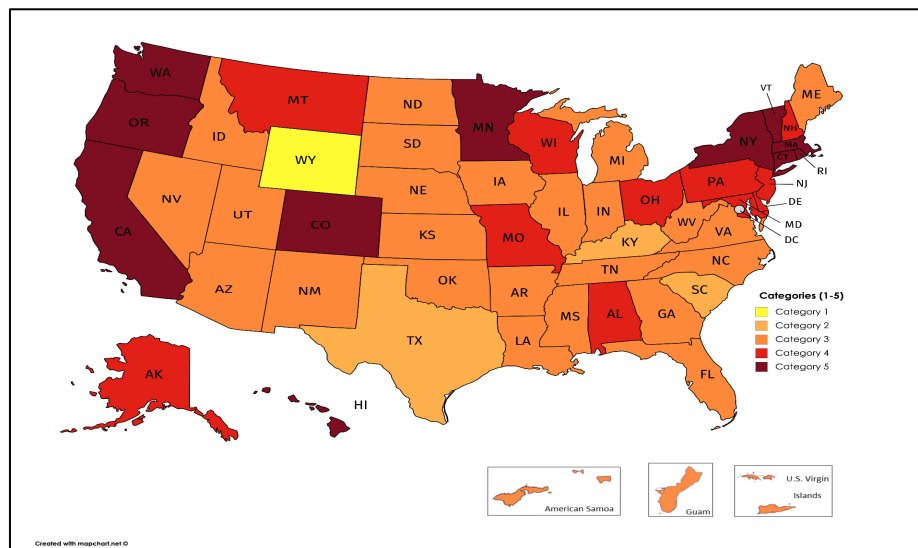 WA
MT
ND
MN
VT
ME
OR
ID
WI
NH
NY
MA
SD
WY
MI
CT
RI
IA
PA
NJ
NE
OH
DE
NV
IL
IN
UT
CO
WV
MD
CA
KS
MO
KY
VA
DC
TN
NC
OK
AZ
NM
AR
SC
MS
AL
GA
TX
LA
FL
Categories (1-5)
Category 1
Category 2
Category 3
Category 4
Category 5
AK
HI
American Samoa
Guam
U.S. Virgin
Islands
Created with mapchart.net ©